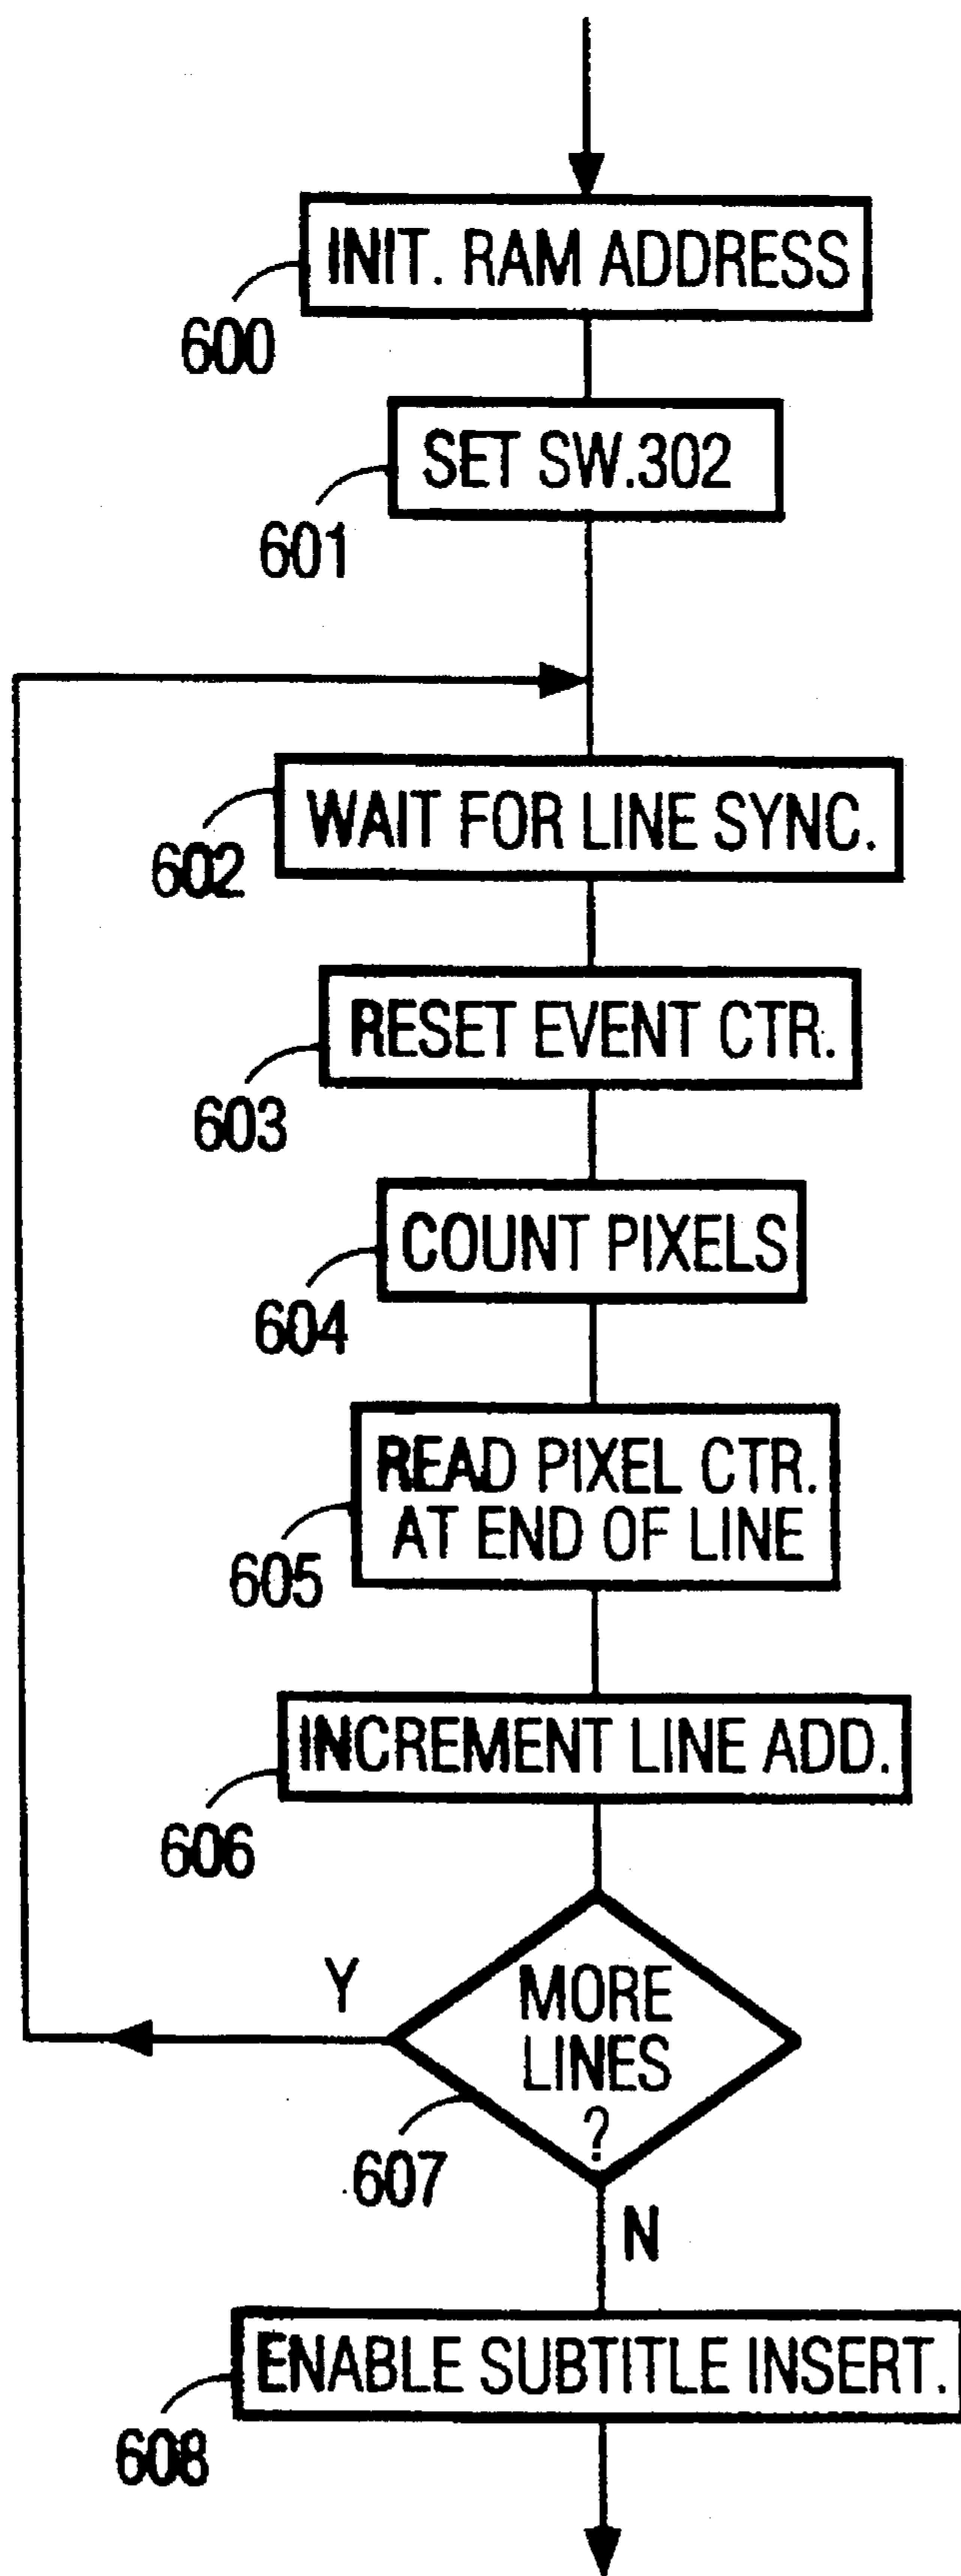 INIT. RAM ADDRESS
600
SET SW.302
601
WAIT FOR LINE SYNC.
602
RESET EVENT CTR.
603
COUNT PIXELS
604
READ PIXEL CTR.
AT END OF LINE
605
INCREMENT LINE ADD.
606
Y
MORE
LINES
?
607
N
ENABLE SUBTITLE INSERT.
608